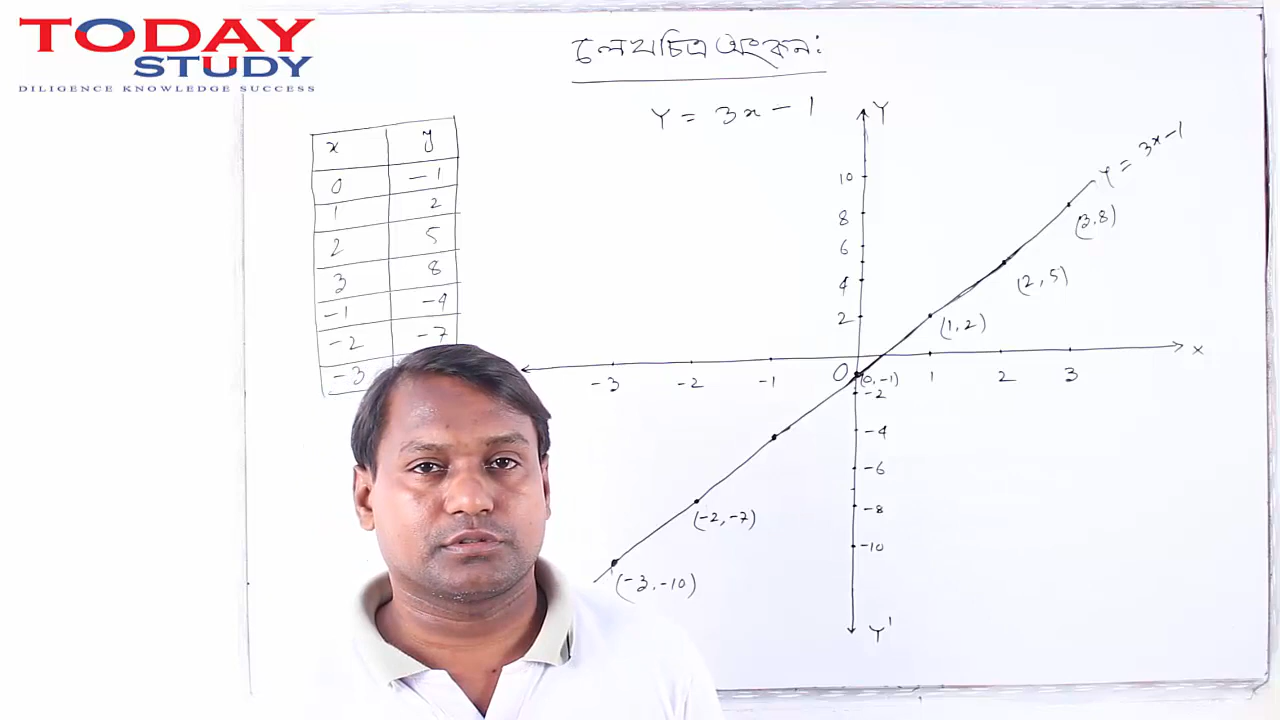 TODAY
STUDY
DILIGENCE KNOWLEDGE SUCCESS
লেখচিত্র অংকন:
Y = 3x - 1
x y
0 -1
1 2
2 5
3 8
-1 -4
-2 -7
-3
Y
Y = 3x-1
10
8
6
4
2
(3,8)
(2, 5)
(1, 2)
x
-3 -2 -1 0 1 2 3
(0, -1)
-2
-4
-6
-8
-10
(-2, -7)
(-3, -10)
Y'